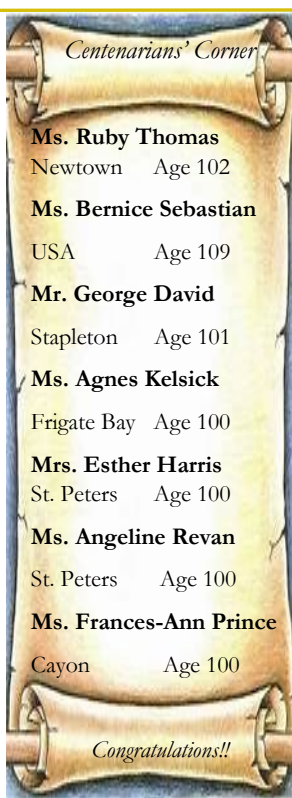 Centenarians' Corner
Ms. Ruby Thomas
Newtown Age 102
Ms. Bernice Sebastian
USA Age 109
Mr. George David
Stapleton Age 101
Ms. Agnes Kelsick
Frigate Bay Age 100
Mrs. Esther Harris
St. Peters Age 100
Ms. Angeline Revan
St. Peters Age 100
Ms. Frances-Ann Prince
Cayon Age 100
Congratulations!!